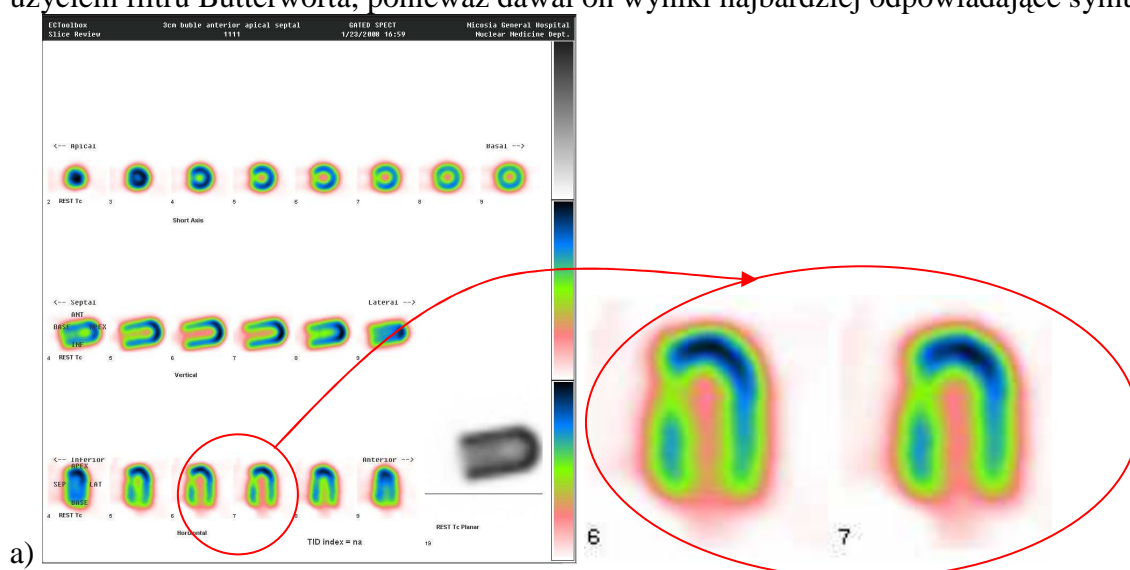 użyciem filtru Butterworta, ponieważ dawał on wyniki najbardziej odpowiadające symu
ECToolbox 3cm buble anterior apical septal GATED SPECT Nicosia General Hospital
Slice Review 1111 1/23/2008 16:59 Nuclear Medicine Dept.
<-- Apical Basal -->
2 REST Tc 3 4 5 6 7 8 9
Short Axis
<-- Septal Lateral -->
ANT
BASE APEX
INF
4 REST Tc 5 6 7 8 9
Vertical
<-- Inferior Anterior -->
APEX
SEP LAT
BASE
4 REST Tc 5 6 7 8 9
Horizontal
TID index = na
REST Tc Planar
19
6 7
a)